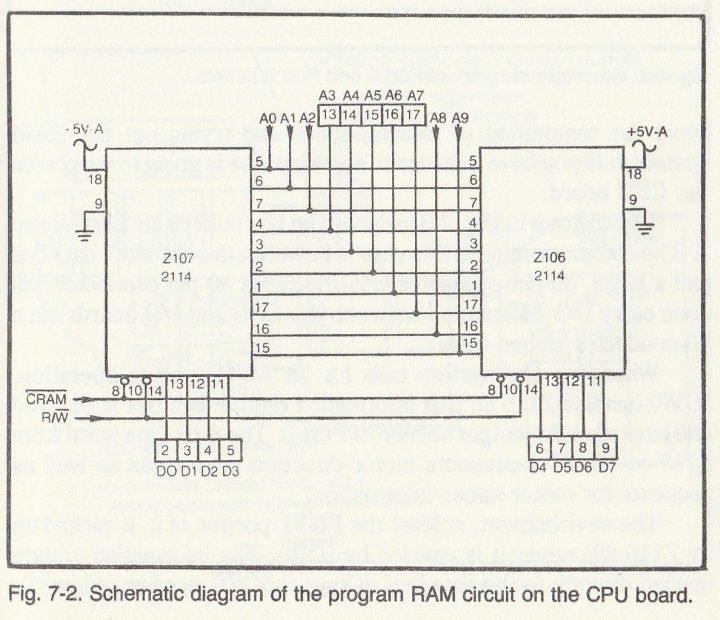 A3 A4 A5 A6 A7
13 14 15 16 17
A0 A1 A2 A8 A9
5V-A
+5V-A
18
9
5
6
7
4
3
2
1
17
16
15
Z107
2114
5
6
7
4
3
2
1
17
16
15
18
9
Z106
2114
8 10 14 13 12 11
8 10 14 13 12 11
CRAM
R/W
2 3 4 5
D0 D1 D2 D3
6 7 8 9
D4 D5 D6 D7
Fig. 7-2. Schematic diagram of the program RAM circuit on the CPU board.